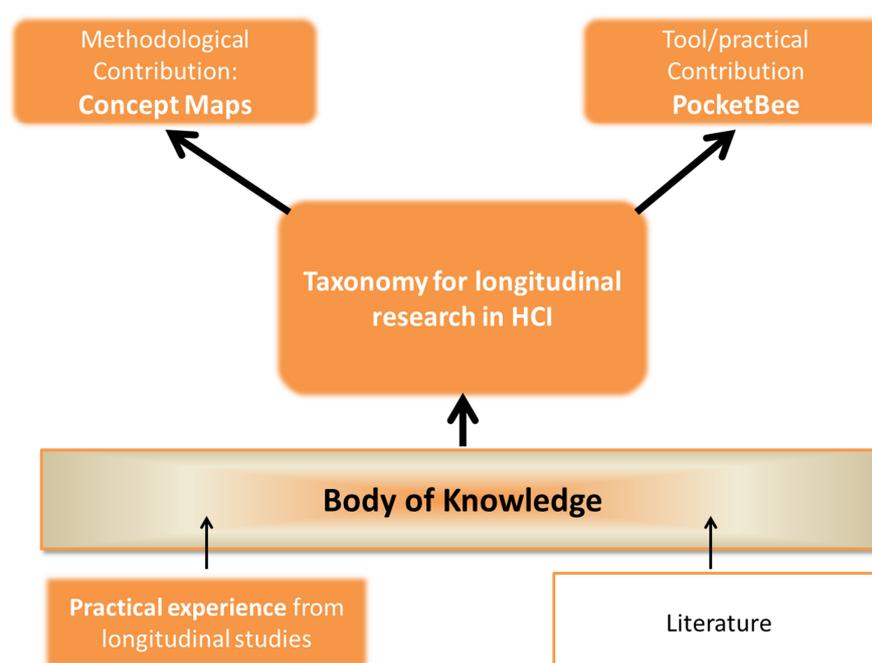 Methodological
Contribution:
Concept Maps
Tool/practical
Contribution
PocketBee
Taxonomy for longitudinal
research in HCI
Body of Knowledge
Practical experience from
longitudinal studies
Literature